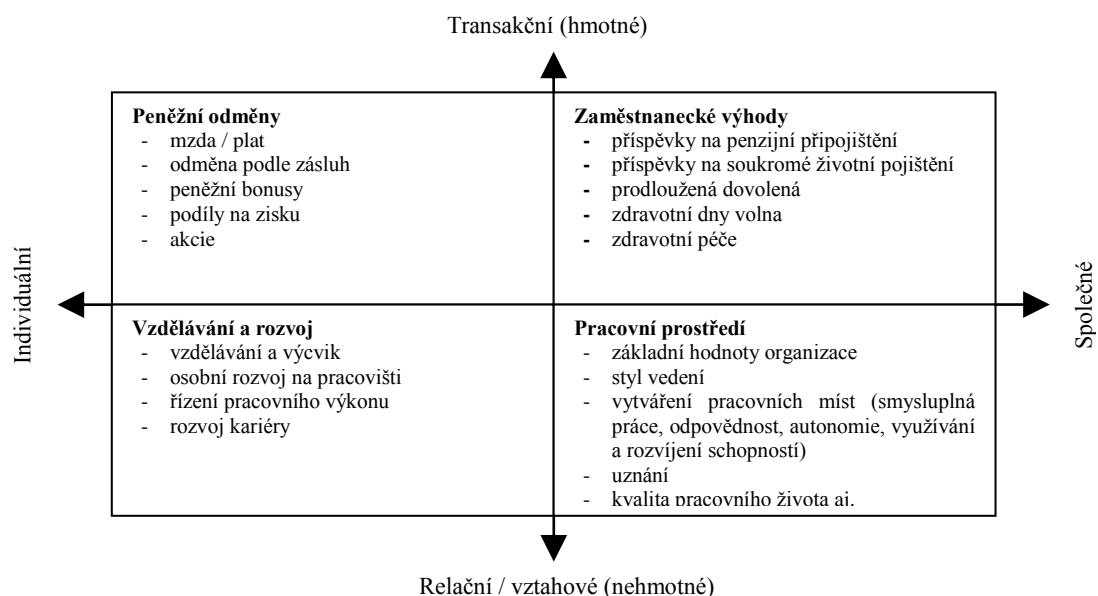 Transakční (hmotné)
Peněžní odměny
- mzda / plat
- odměna podle zásluh
- peněžní bonusy
- podíly na zisku
- akcie
Zaměstnanecké výhody
- příspěvky na penzijní připojištění
- příspěvky na soukromé životní pojištění
- prodloužená dovolená
- zdravotní dny volna
- zdravotní péče
Individuální
Společné
Vzdělávání a rozvoj
- vzdělávání a výcvik
- osobní rozvoj na pracovišti
- řízení pracovního výkonu
- rozvoj kariéry
Pracovní prostředí
- základní hodnoty organizace
- styl vedení
- vytváření pracovních míst (smysluplná
práce, odpovědnost, autonomie, využívání
a rozvíjení schopností)
- uznání
- kvalita pracovního života aj.
Relační / vztahové (nehmotné)